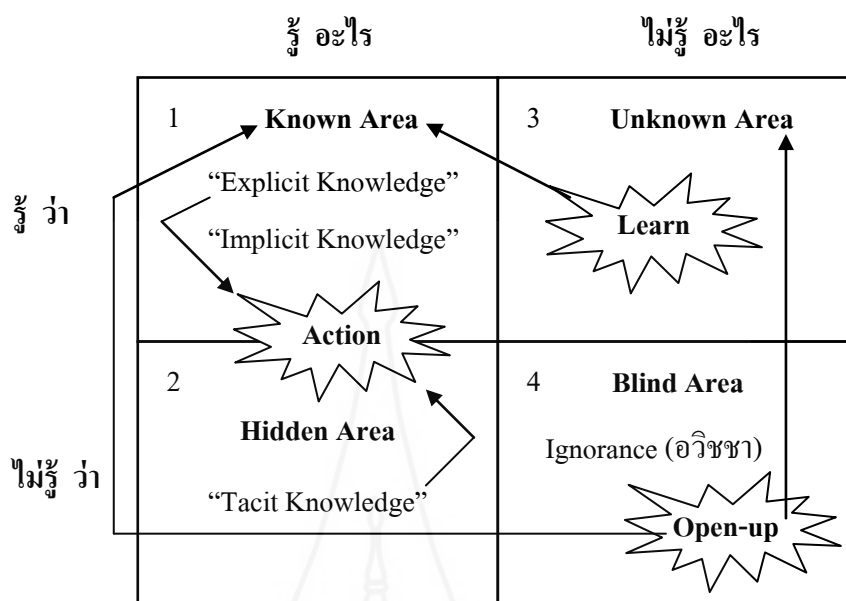 รู้ อะไร
ไม่รู้ อะไร
1
Known Area
3
Unknown Area
รู้ ว่า
“Explicit Knowledge”
“Implicit Knowledge”
Learn
Action
2
Hidden Area
4
Blind Area
ไม่รู้ ว่า
“Tacit Knowledge”
Ignorance (อวิชชา)
Open-up